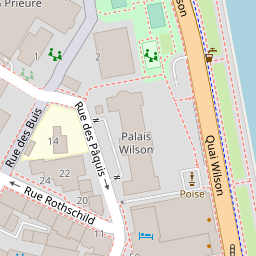 Prieure
Wilson
1
2
Rue des Buis
Rue des Pâquis
Palais
Wilson
14
Quai Wilson
22
24
20
Poise
Rue Rothschild